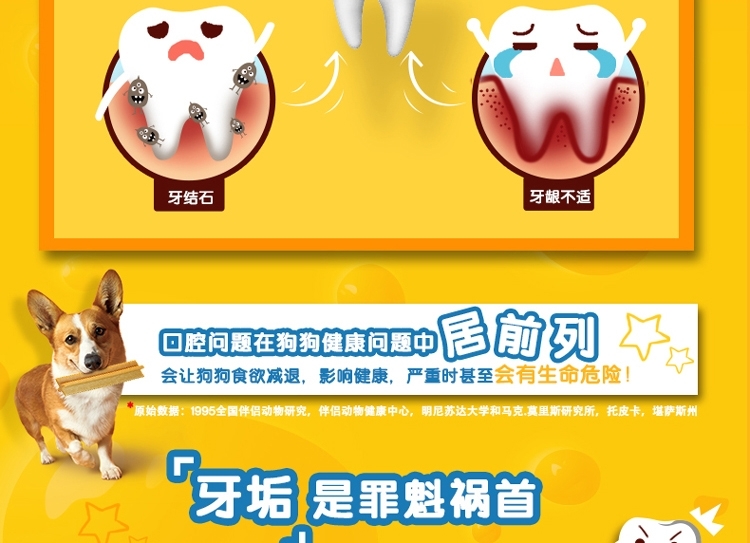 牙结石
牙龈不适
口腔问题在狗狗健康问题中居前列
会让狗狗食欲减退，影响健康，严重时甚至会有生命危险！
*原始数据：1995全国伴侣动物研究，伴侣动物健康中心，明尼苏达大学和马克.莫里斯研究所，托皮卡，堪萨斯州
「牙垢 是罪魁祸首